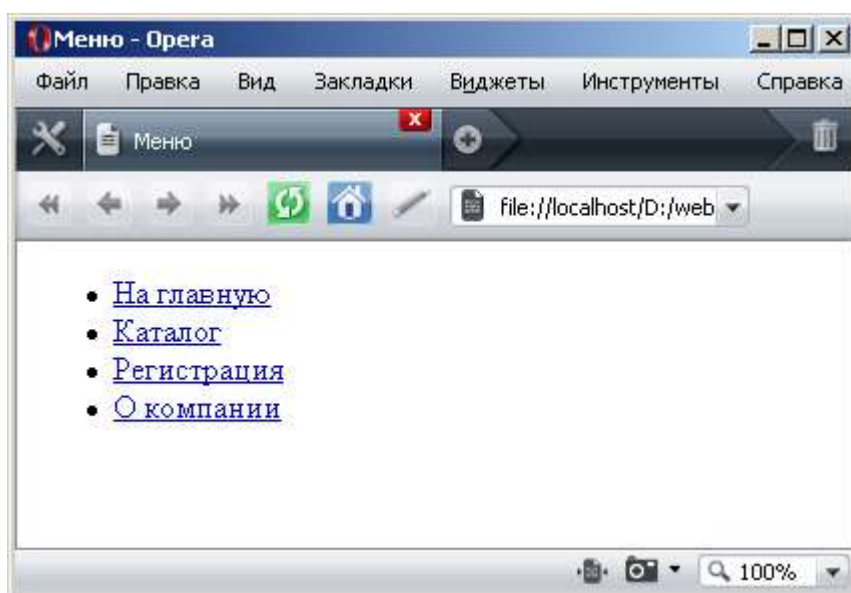 Меню - Opera
Файл Правка Вид Закладки Виджеты Инструменты Справка
Меню
file://localhost/D:/web
На главную
Каталог
Регистрация
О компании
100%